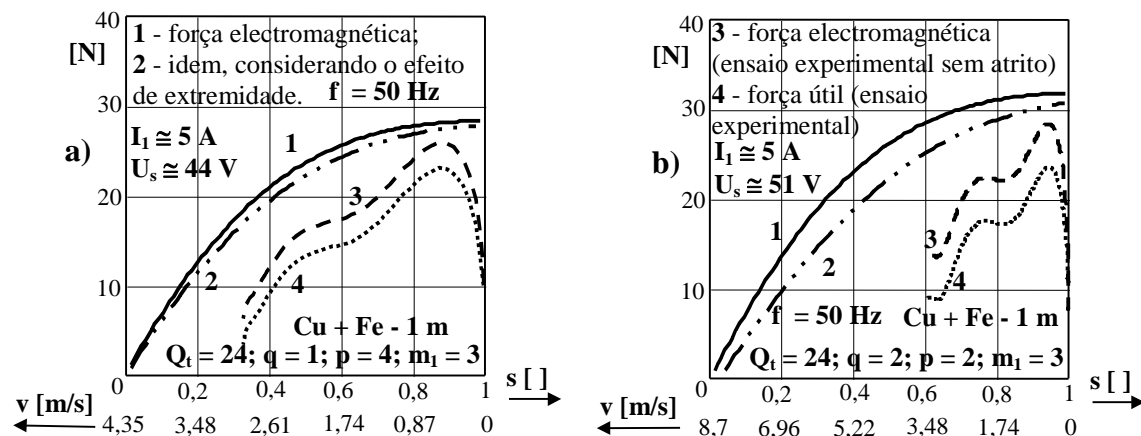 40
[N]
30
20
10
0
1 - força electromagnética;
2 - idem, considerando o efeito
de extremidade. f = 50 Hz
I₁ ≅ 5 A
a)
Uₛ ≅ 44 V
1
2
3
4
Cu + Fe - 1 m
Qₜ = 24; q = 1; p = 4; m₁ = 3
0,2
0,4
0,6
0,8
1
s [ ]
v [m/s]
4,35
3,48
2,61
1,74
0,87
0
40
[N]
30
20
10
0
3 - força electromagnética
(ensaio experimental sem atrito)
4 - força útil (ensaio
experimental)
b)
I₁ ≅ 5 A
Uₛ ≅ 51 V
1
2
3
4
f = 50 Hz Cu + Fe - 1 m
Qₜ = 24; q = 2; p = 2; m₁ = 3
0,2
0,4
0,6
0,8
1
s [ ]
v [m/s]
8,7
6,96
5,22
3,48
1,74
0